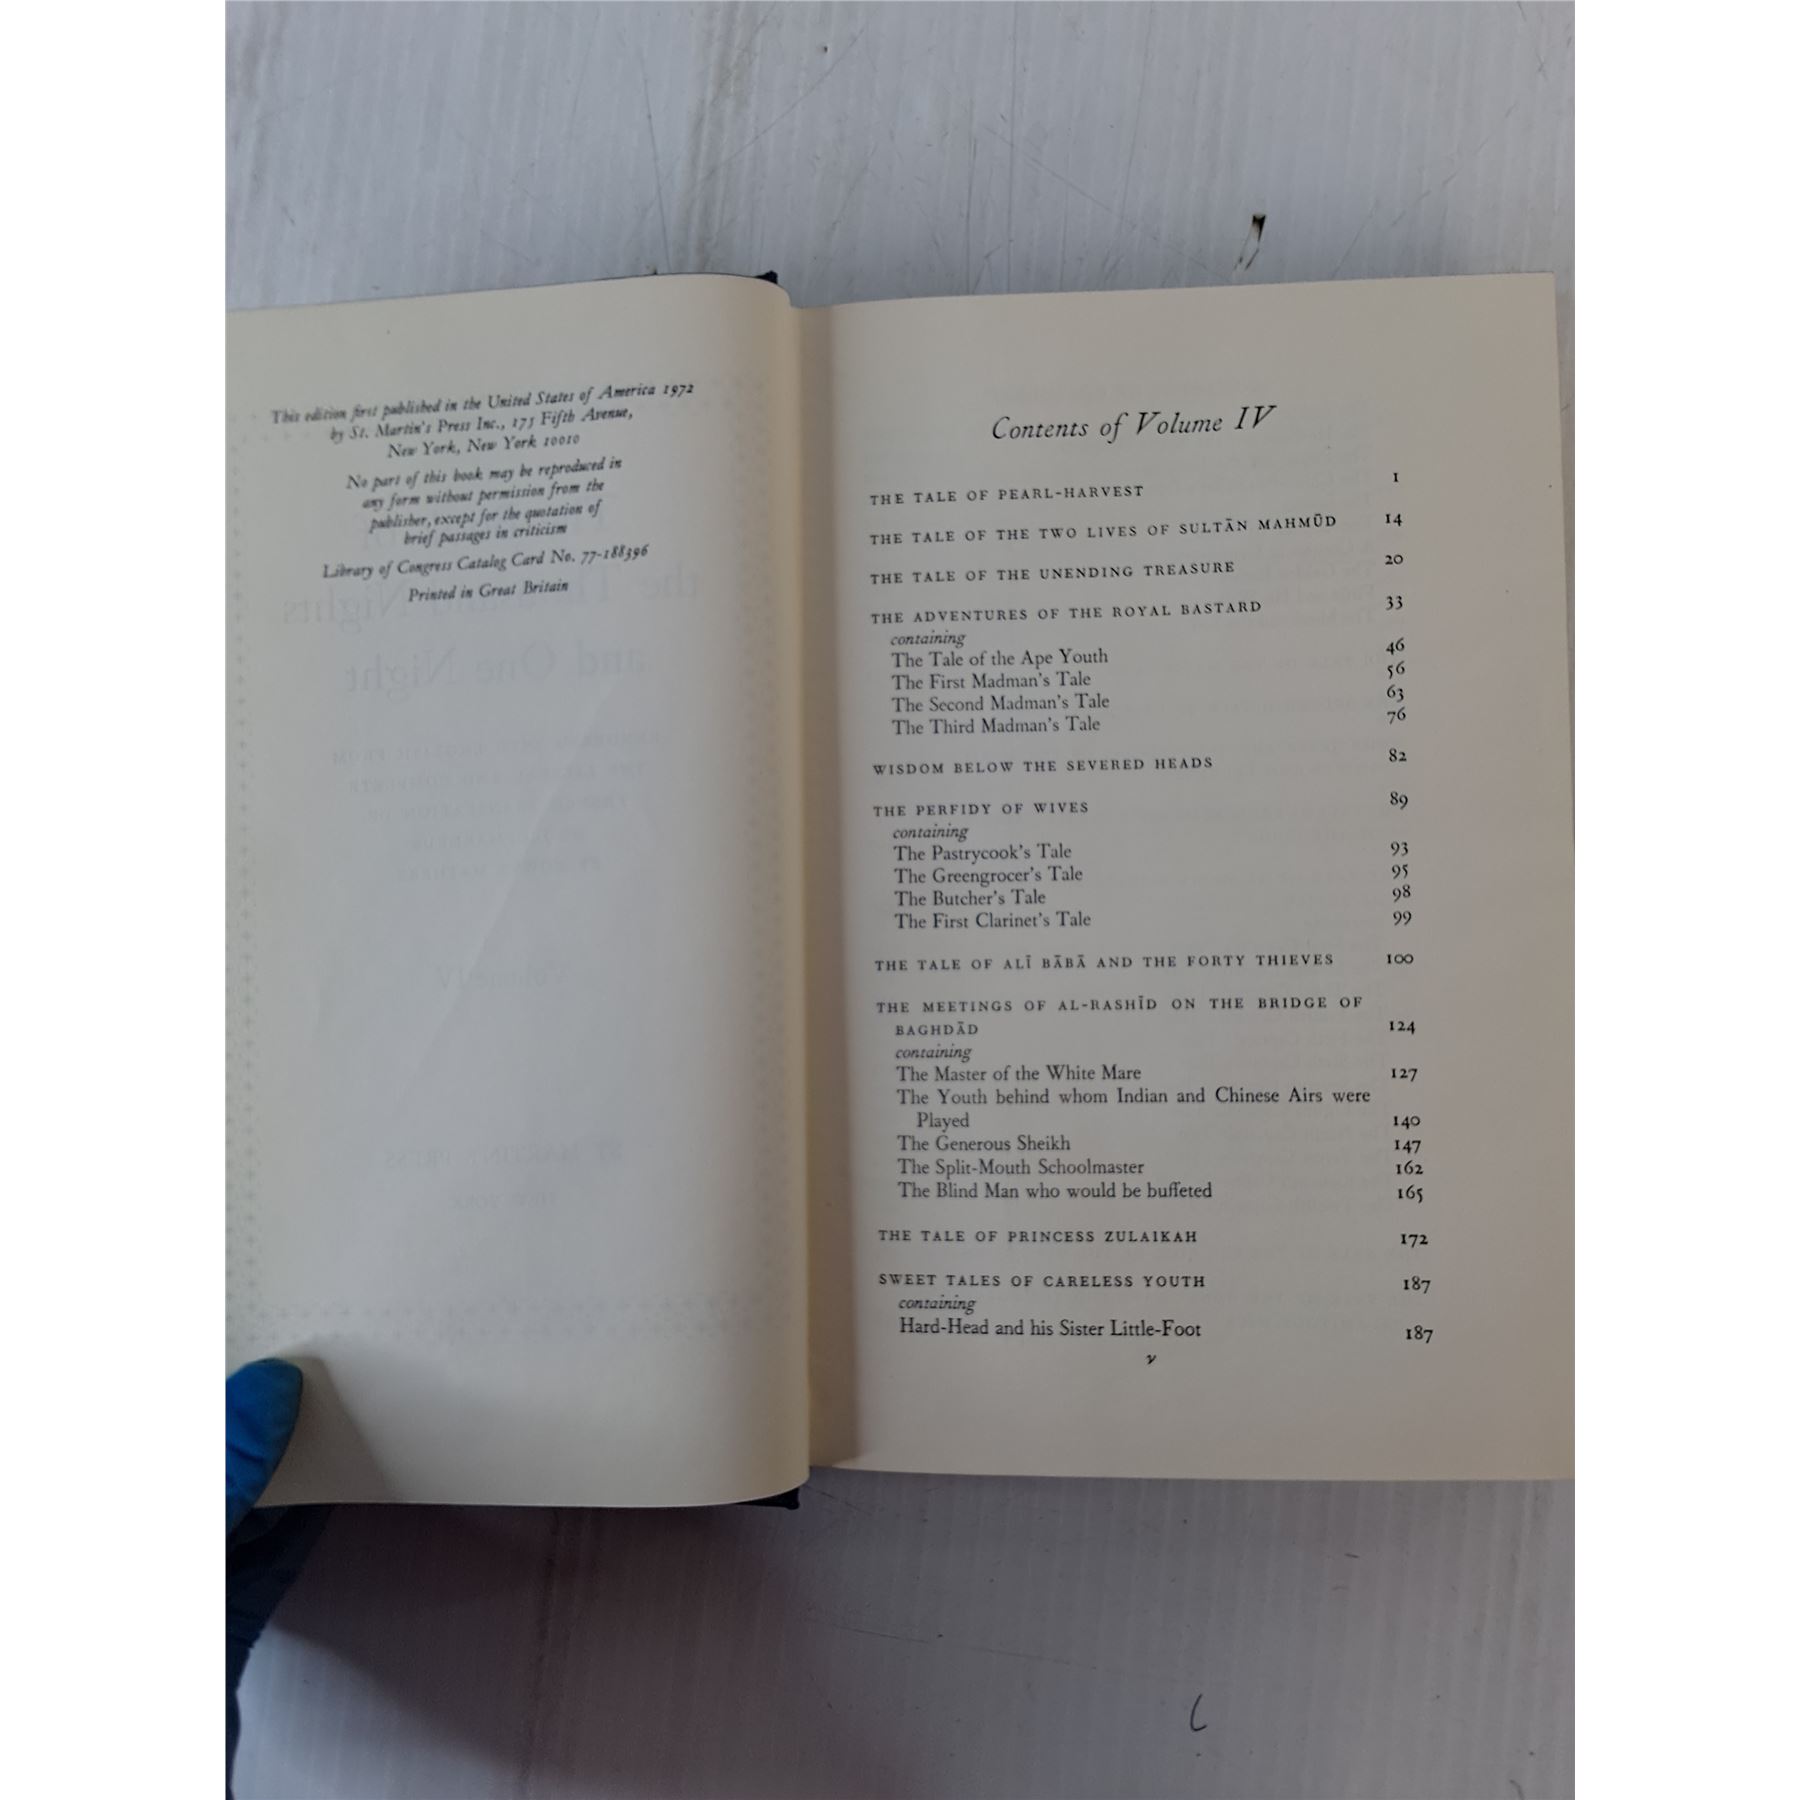 This edition first published in the United States of America 1972
by St. Martin's Press Inc., 175 Fifth Avenue,
New York, New York 10010
No part of this book may be reproduced in
any form without permission from the
publisher, except for the quotation of
brief passages in criticism
Library of Congress Catalog Card No. 77-188396
Printed in Great Britain
Contents of Volume IV
THE TALE OF PEARL-HARVEST 1
THE TALE OF THE TWO LIVES OF SULTĀN MAHMŪD 14
THE TALE OF THE UNENDING TREASURE 20
THE ADVENTURES OF THE ROYAL BASTARD 33
containing
The Tale of the Ape Youth 46
The First Madman's Tale 56
The Second Madman's Tale 63
The Third Madman's Tale 76
WISDOM BELOW THE SEVERED HEADS 82
THE PERFIDY OF WIVES 89
containing
The Pastrycook's Tale 93
The Greengrocer's Tale 95
The Butcher's Tale 98
The First Clarinet's Tale 99
THE TALE OF ALĪ BĀBĀ AND THE FORTY THIEVES 100
THE MEETINGS OF AL-RASHĪD ON THE BRIDGE OF
BAGHDĀD 124
containing
The Master of the White Mare 127
The Youth behind whom Indian and Chinese Airs were
Played 140
The Generous Sheikh 147
The Split-Mouth Schoolmaster 162
The Blind Man who would be buffeted 165
THE TALE OF PRINCESS ZULAIKAH 172
SWEET TALES OF CARELESS YOUTH 187
containing
Hard-Head and his Sister Little-Foot 187
v